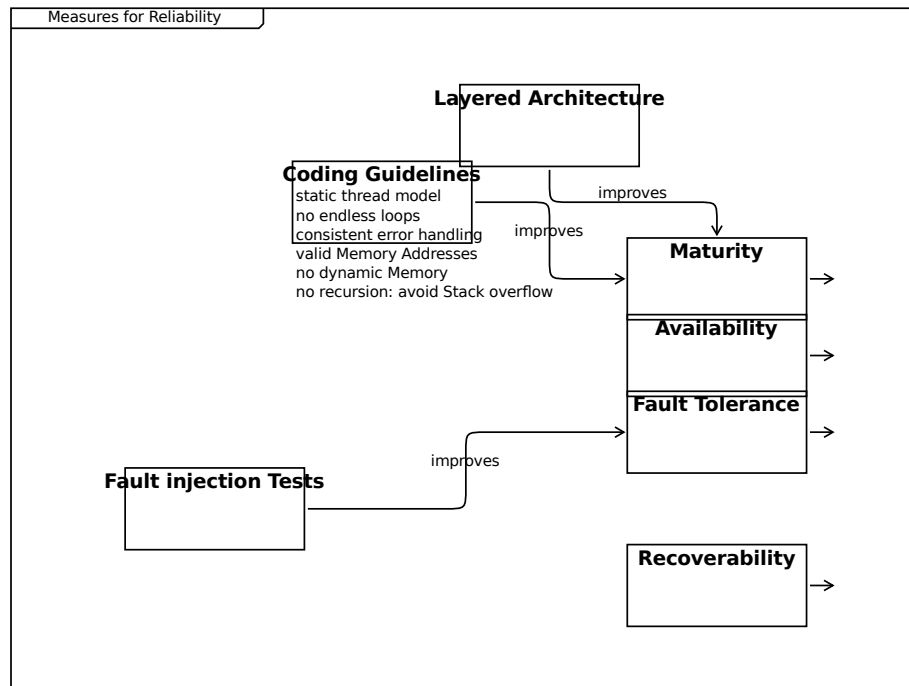 Measures for Reliability
Layered Architecture
Coding Guidelines
static thread model
no endless loops
consistent error handling
valid Memory Addresses
no dynamic Memory
no recursion: avoid Stack overflow
improves
improves
Maturity
Availability
Fault Tolerance
improves
Fault injection Tests
Recoverability